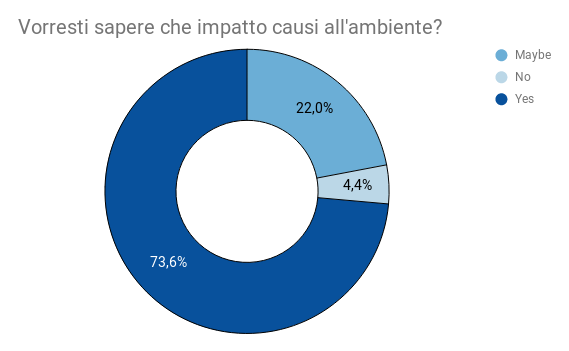 Vorresti sapere che impatto causi all'ambiente?
Maybe
No
Yes
22,0%
4,4%
73,6%